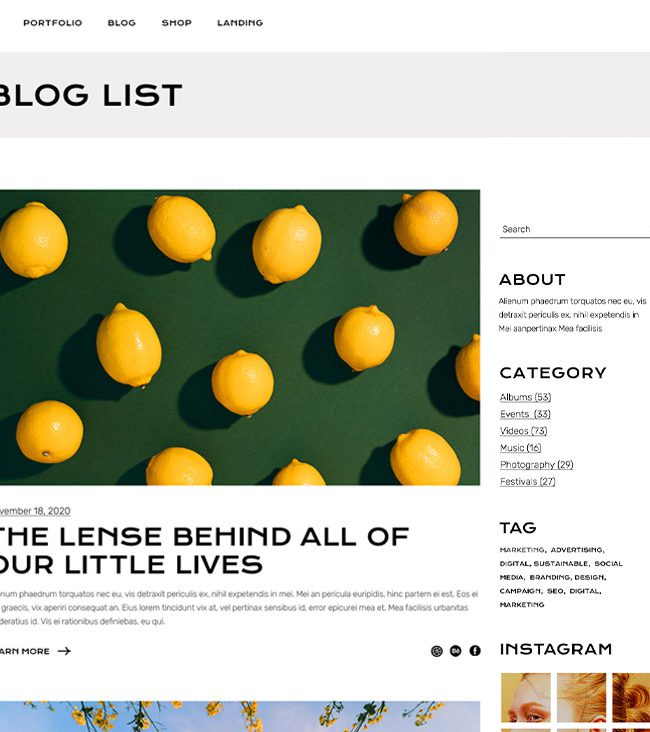 PORTFOLIO BLOG SHOP LANDING
BLOG LIST
Search
ABOUT
Alienum phaedrum torquatos nec eu, vis
detraxit periculis ex, nihil expetendis in
Mei aanpertinax Mea facilisis
CATEGORY
Albums (53)
Events (33)
Videos (73)
Music (16)
Photography (29)
Festivals (27)
TAG
MARKETING, ADVERTISING,
DIGITAL, SUSTAINABLE, SOCIAL
MEDIA, BRANDING, DESIGN,
CAMPAIGN, SEO, DIGITAL,
MARKETING
INSTAGRAM
vember 18, 2020
THE LENSE BEHIND ALL OF
OUR LITTLE LIVES
num phaedrum torquatos nec eu, vis detraxit periculis ex, nihil expetendis in mei. Mei an pericula euripidis, hinc partem ei est. Eos ei
graecis, vix aperiri consequat an. Eius lorem tincidunt vix at, vel pertinax sensibus id, error epicurei mea et. Mea facilisis urbanitas
deratius id. Vis ei rationibus definiebas, eu qui.
ARN MORE